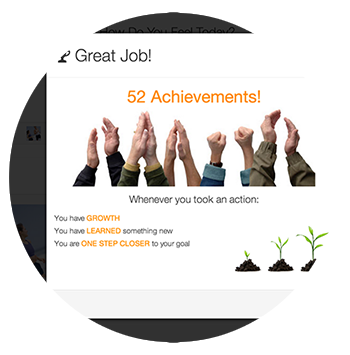 How Do You Feel Today?
Great Job!
52 Achievements!
Whenever you took an action:
You have GROWTH
You have LEARNED something new
You are ONE STEP CLOSER to your goal